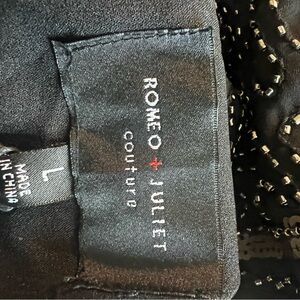 ROMEO + JULIET
couture
L
MADE
IN CHINA